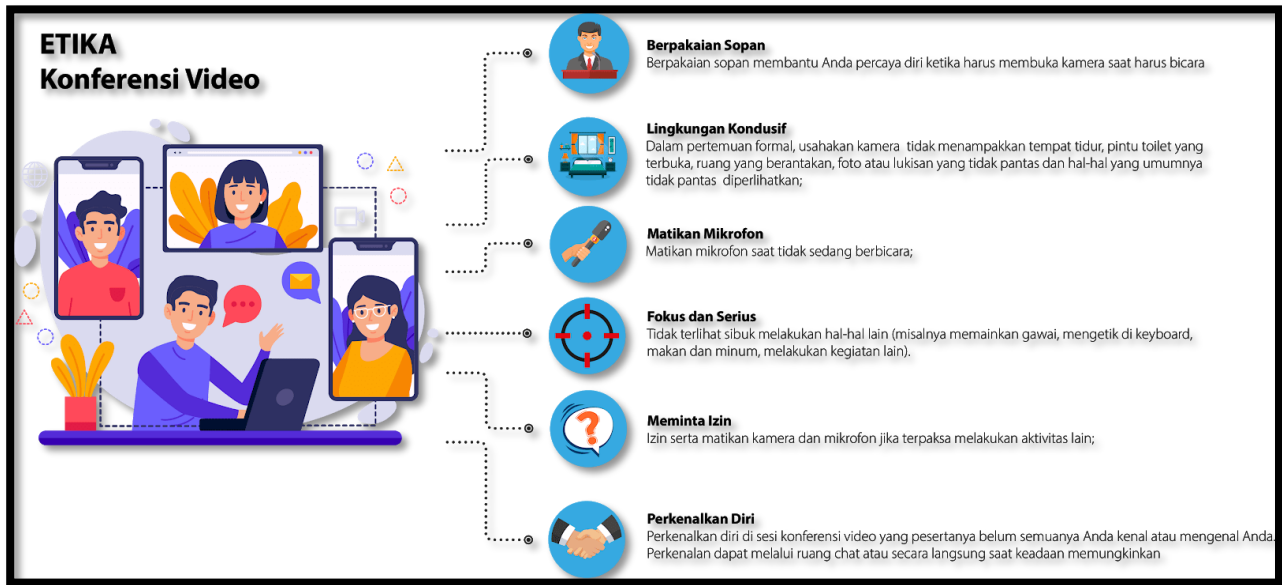 ETIKA
Konferensi Video
Berpakaian Sopan
Berpakaian sopan membantu Anda percaya diri ketika harus membuka kamera saat harus bicara
Lingkungan Kondusif
Dalam pertemuan formal, usahakan kamera tidak menampakkan tempat tidur, pintu toilet yang
terbuka, ruang yang berantakan, foto atau lukisan yang tidak pantas dan hal-hal yang umumnya
tidak pantas diperlihatkan;
Matikan Mikrofon
Matikan mikrofon saat tidak sedang berbicara;
Fokus dan Serius
Tidak terlihat sibuk melakukan hal-hal lain (misalnya memainkan gawai, mengetik di keyboard,
makan dan minum, melakukan kegiatan lain).
Meminta Izin
Izin serta matikan kamera dan mikrofon jika terpaksa melakukan aktivitas lain;
Perkenalkan Diri
Perkenalkan diri di sesi konferensi video yang pesertanya belum semuanya Anda kenal atau mengenal Anda.
Perkenalan dapat melalui ruang chat atau secara langsung saat keadaan memungkinkan